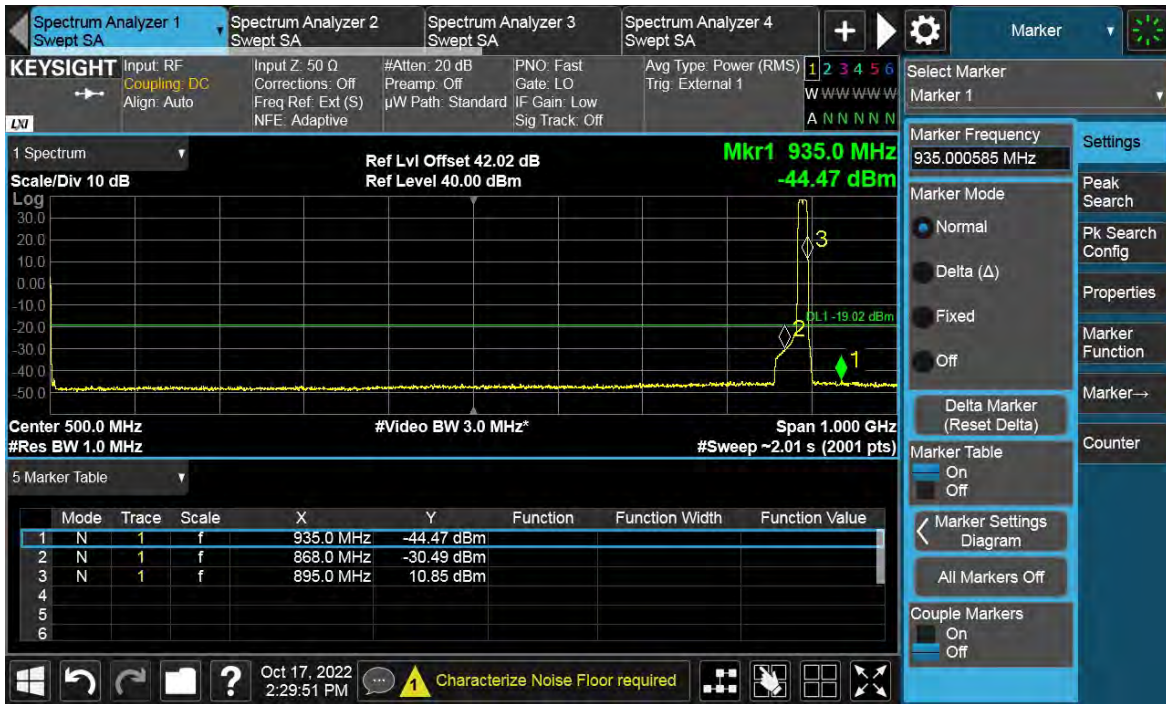 Spectrum Analyzer 1
Swept SA
Spectrum Analyzer 2
Swept SA
Spectrum Analyzer 3
Swept SA
Spectrum Analyzer 4
Swept SA
+
Marker
KEYSIGHT
LXI
Input: RF
Coupling: DC
Align: Auto
Input Z: 50 Ω
Corrections: Off
Freq Ref: Ext (S)
NFE: Adaptive
#Atten: 20 dB
Preamp: Off
µW Path: Standard
PNO: Fast
Gate: LO
IF Gain: Low
Sig Track: Off
Avg Type: Power (RMS)
Trig: External 1
1 2 3 4 5 6
W W W W W W
A N N N N N
Select Marker
Marker 1
1 Spectrum
Scale/Div 10 dB
Ref Lvl Offset 42.02 dB
Ref Level 40.00 dBm
Mkr1 935.0 MHz
-44.47 dBm
Log
30.0
20.0
10.0
0.00
-10.0
-20.0
-30.0
-40.0
-50.0
3
DL1 -19.02 dBm
2
1
Center 500.0 MHz
#Res BW 1.0 MHz
#Video BW 3.0 MHz*
Span 1.000 GHz
#Sweep ~2.01 s (2001 pts)
5 Marker Table
Mode Trace Scale X Y Function Function Width Function Value
1 N 1 f 935.0 MHz -44.47 dBm
2 N 1 f 868.0 MHz -30.49 dBm
3 N 1 f 895.0 MHz 10.85 dBm
4
5
6
Marker Frequency
935.000585 MHz
Marker Mode
Normal
Delta (Δ)
Fixed
Off
Delta Marker
(Reset Delta)
Marker Table
On
Off
Marker Settings
Diagram
All Markers Off
Couple Markers
On
Off
Settings
Peak
Search
Pk Search
Config
Properties
Marker
Function
Marker→
Counter
?
Oct 17, 2022
2:29:51 PM
1
Characterize Noise Floor required